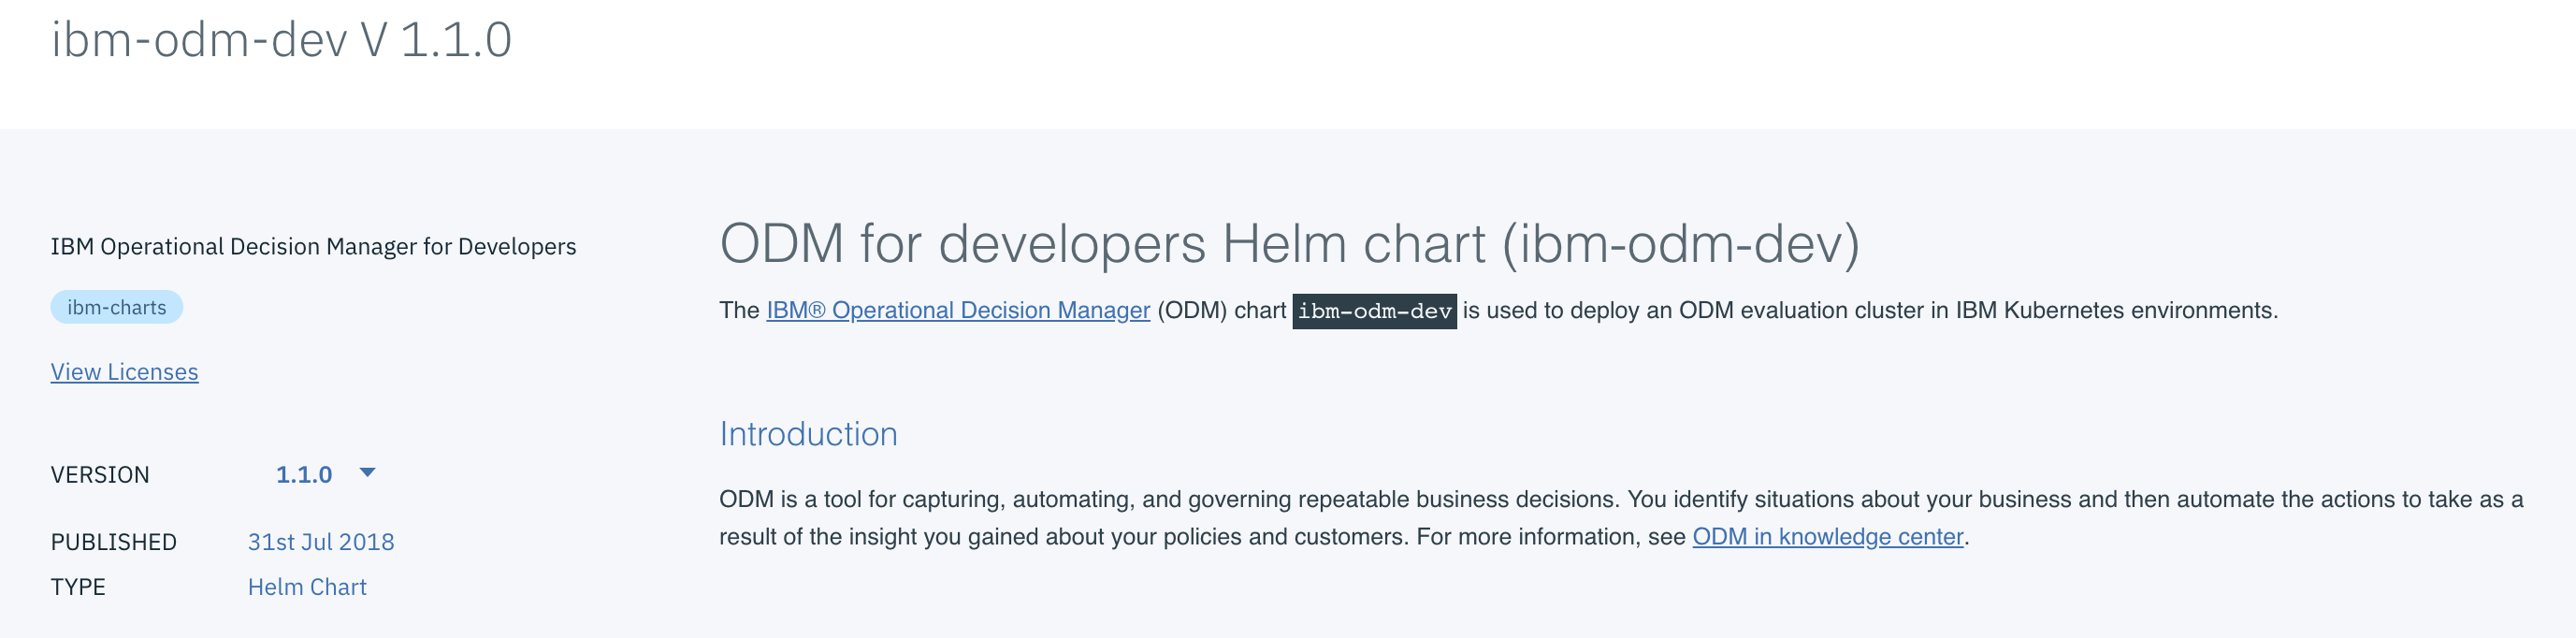 ibm-odm-dev V 1.1.0
IBM Operational Decision Manager for Developers
ibm-charts
View Licenses
VERSION 1.1.0
PUBLISHED 31st Jul 2018
TYPE Helm Chart
ODM for developers Helm chart (ibm-odm-dev)
The IBM® Operational Decision Manager (ODM) chart ibm-odm-dev is used to deploy an ODM evaluation cluster in IBM Kubernetes environments.
Introduction
ODM is a tool for capturing, automating, and governing repeatable business decisions. You identify situations about your business and then automate the actions to take as a
result of the insight you gained about your policies and customers. For more information, see ODM in knowledge center.